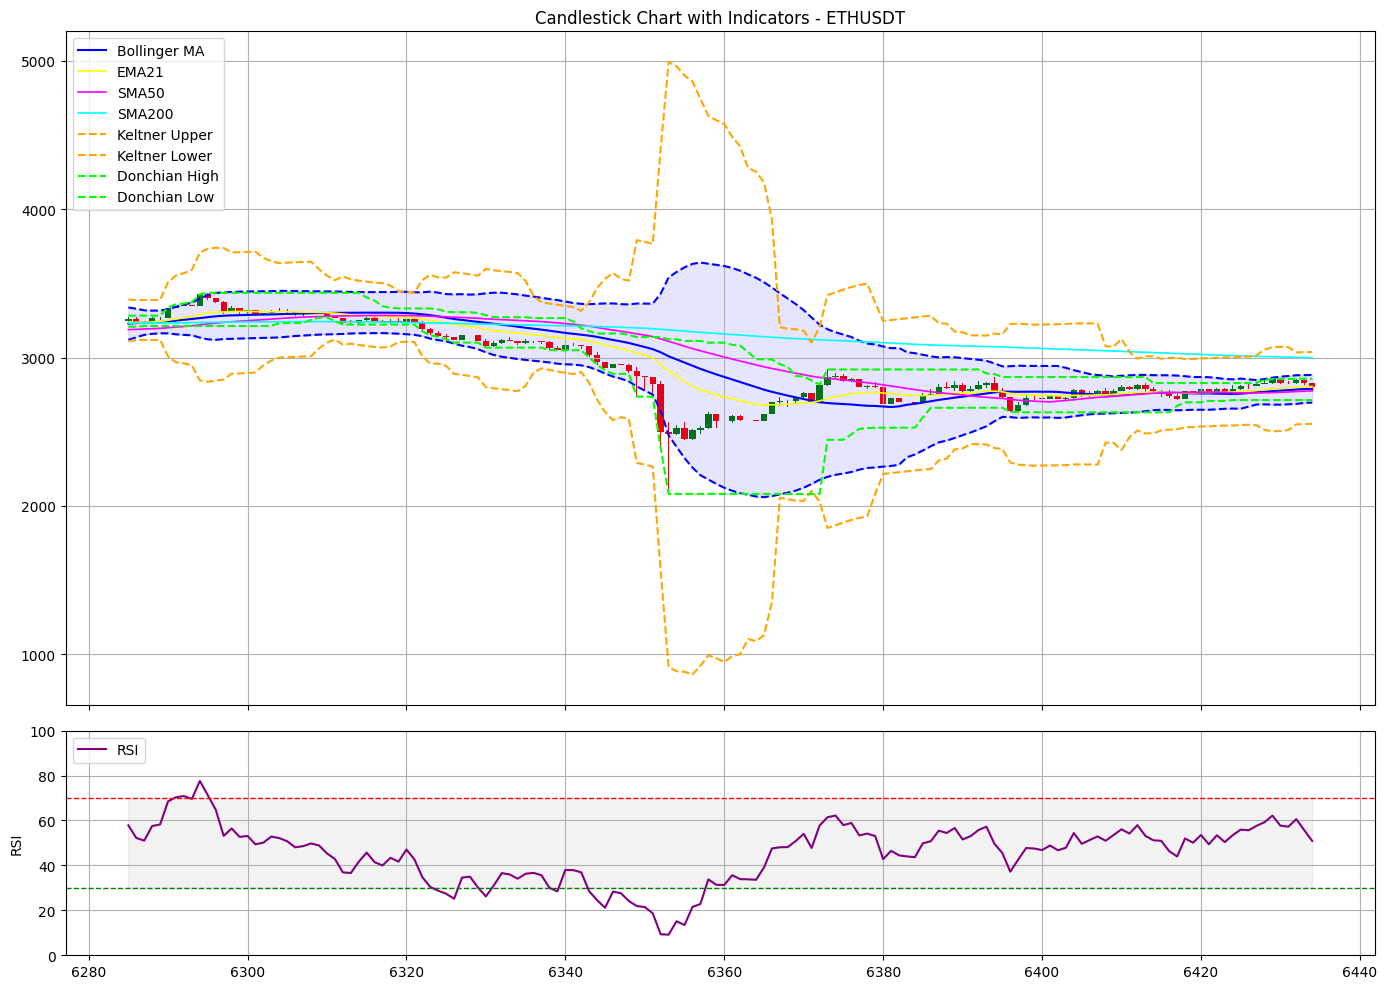 Candlestick Chart with Indicators - ETHUSDT
Bollinger MA
EMA21
SMA50
SMA200
Keltner Upper
Keltner Lower
Donchian High
Donchian Low
5000
4000
3000
2000
1000
RSI
100
80
60
40
20
0
RSI
6280
6300
6320
6340
6360
6380
6400
6420
6440